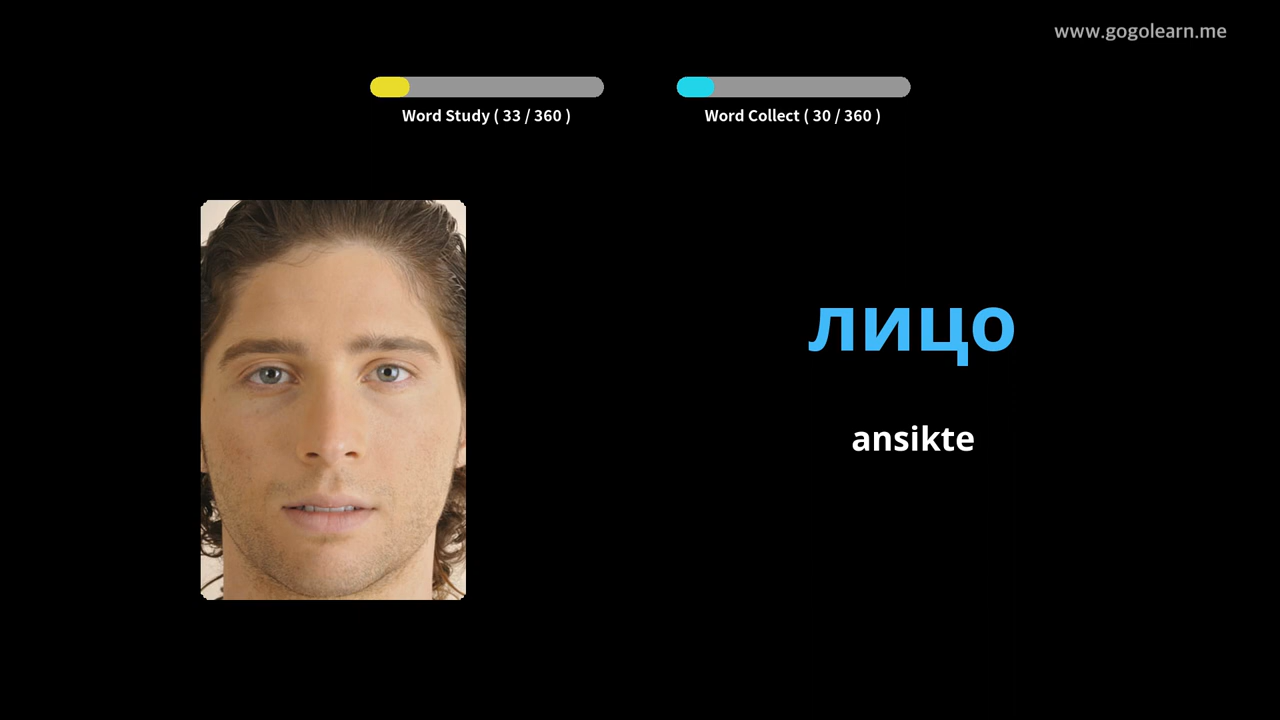 www.gogolearn.me
Word Study ( 33 / 360 )
Word Collect ( 30 / 360 )
лицо
ansikte